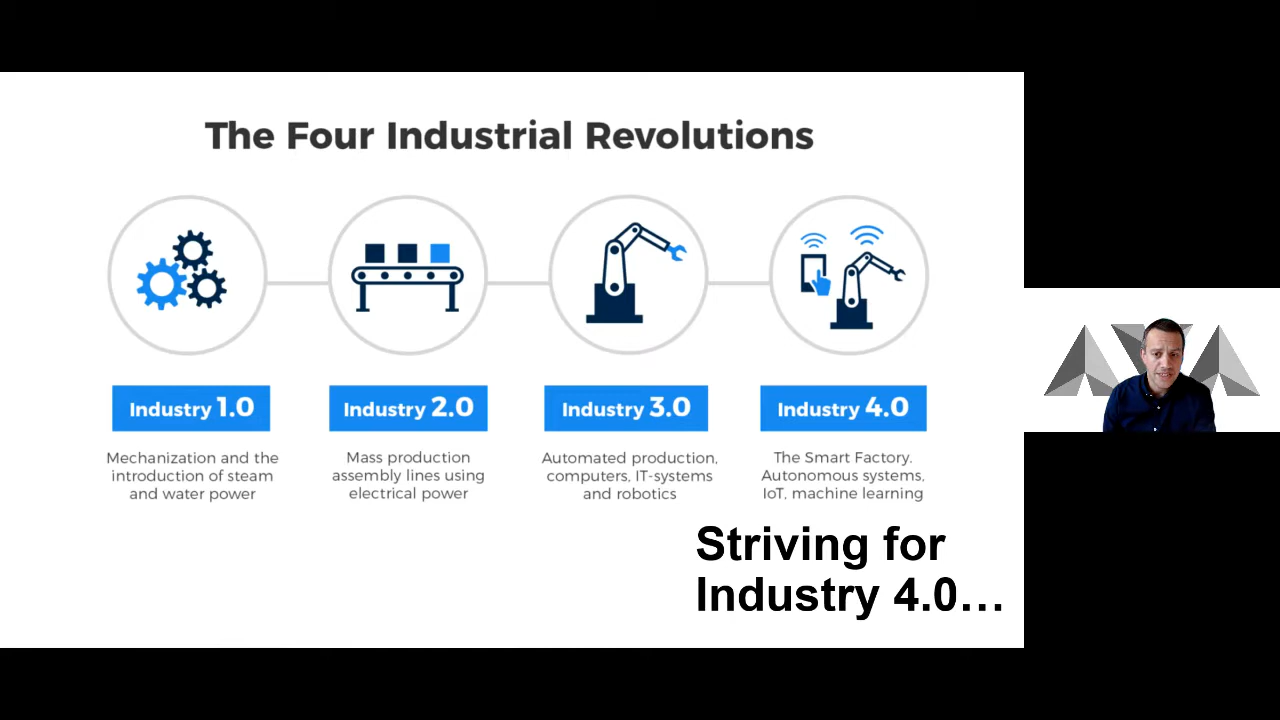 The Four Industrial Revolutions
Industry 1.0
Mechanization and the
introduction of steam
and water power
Industry 2.0
Mass production
assembly lines using
electrical power
Industry 3.0
Automated production,
computers, IT-systems
and robotics
Industry 4.0
The Smart Factory.
Autonomous systems,
IoT, machine learning
Striving for
Industry 4.0…